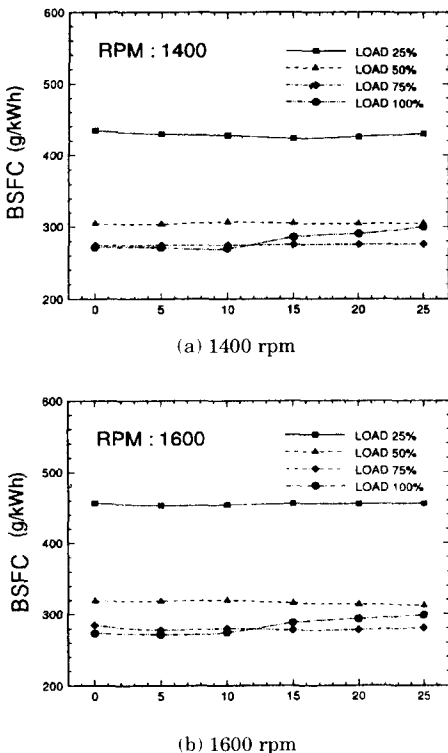 600
500
400
300
200
BSFC (g/kWh)
RPM : 1400
LOAD 25%
LOAD 50%
LOAD 75%
LOAD 100%
0 5 10 15 20 25
(a) 1400 rpm
600
500
400
300
200
BSFC (g/kWh)
RPM : 1600
LOAD 25%
LOAD 50%
LOAD 75%
LOAD 100%
0 5 10 15 20 25
(b) 1600 rpm